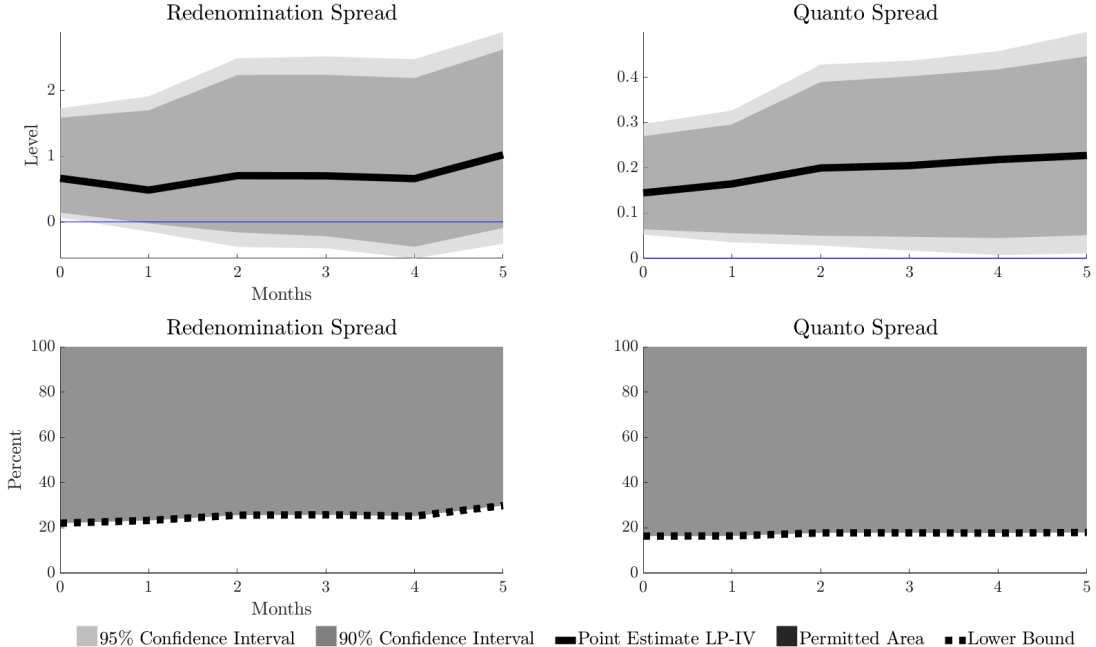 Redenomination Spread
Quanto Spread
Level
2
1
0
0 1 2 3 4 5
Months
0.4
0.3
0.2
0.1
0
0 1 2 3 4 5
Redenomination Spread
Quanto Spread
Percent
100
80
60
40
20
0
0 1 2 3 4 5
Months
100
80
60
40
20
0
0 1 2 3 4 5
95% Confidence Interval 90% Confidence Interval Point Estimate LP-IV Permitted Area Lower Bound